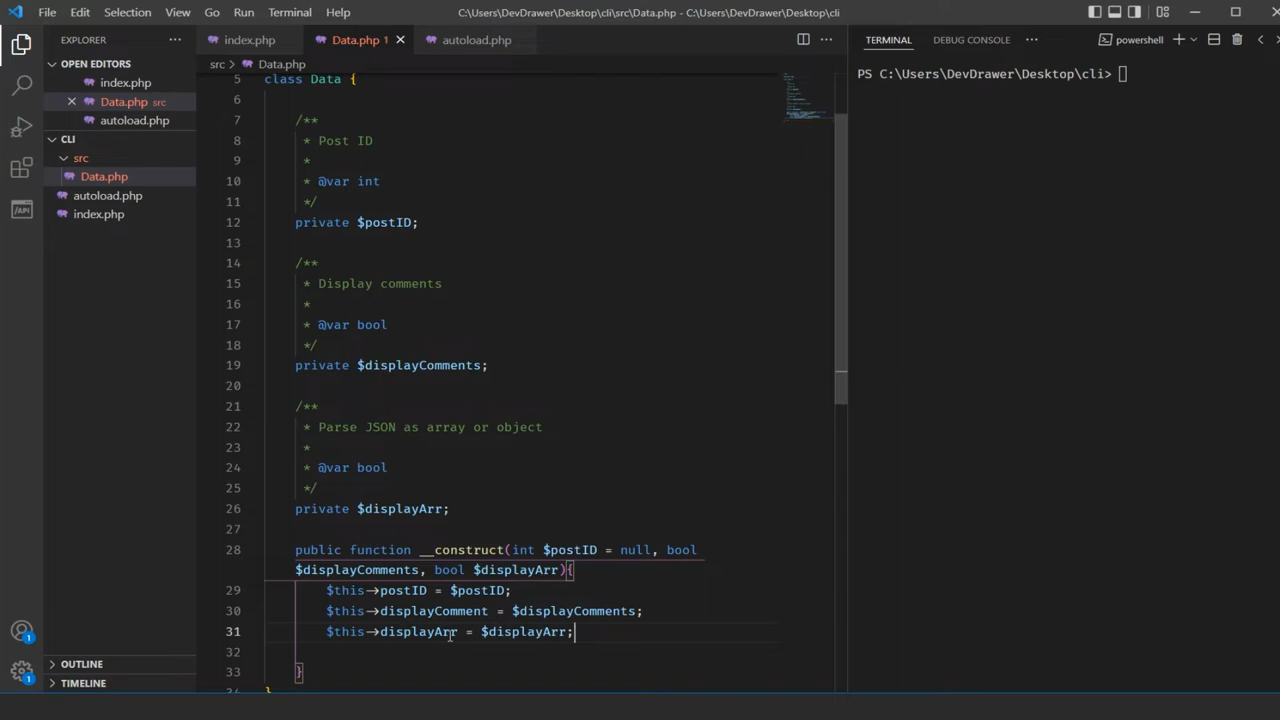 File Edit Selection View Go Run Terminal Help
C:\Users\DevDrawer\Desktop\cli\src\Data.php - C:\Users\DevDrawer\Desktop\cli
EXPLORER
OPEN EDITORS
index.php
Data.php src
autoload.php
CLI
src
Data.php
autoload.php
index.php
OUTLINE
TIMELINE
1
1
/API
index.php
Data.php 1
autoload.php
src > Data.php
5 class Data {
6
7 /**
8 * Post ID
9 *
10 * @var int
11 */
12 private $postID;
13
14 /**
15 * Display comments
16 *
17 * @var bool
18 */
19 private $displayComments;
20
21 /**
22 * Parse JSON as array or object
23 *
24 * @var bool
25 */
26 private $displayArr;
27
28 public function __construct(int $postID = null, bool
$displayComments, bool $displayArr){
29 $this->postID = $postID;
30 $this->displayComment = $displayComments;
31 $this->displayArr = $displayArr;
32
33 }
34 }
TERMINAL DEBUG CONSOLE
powershell
PS C:\Users\DevDrawer\Desktop\cli>